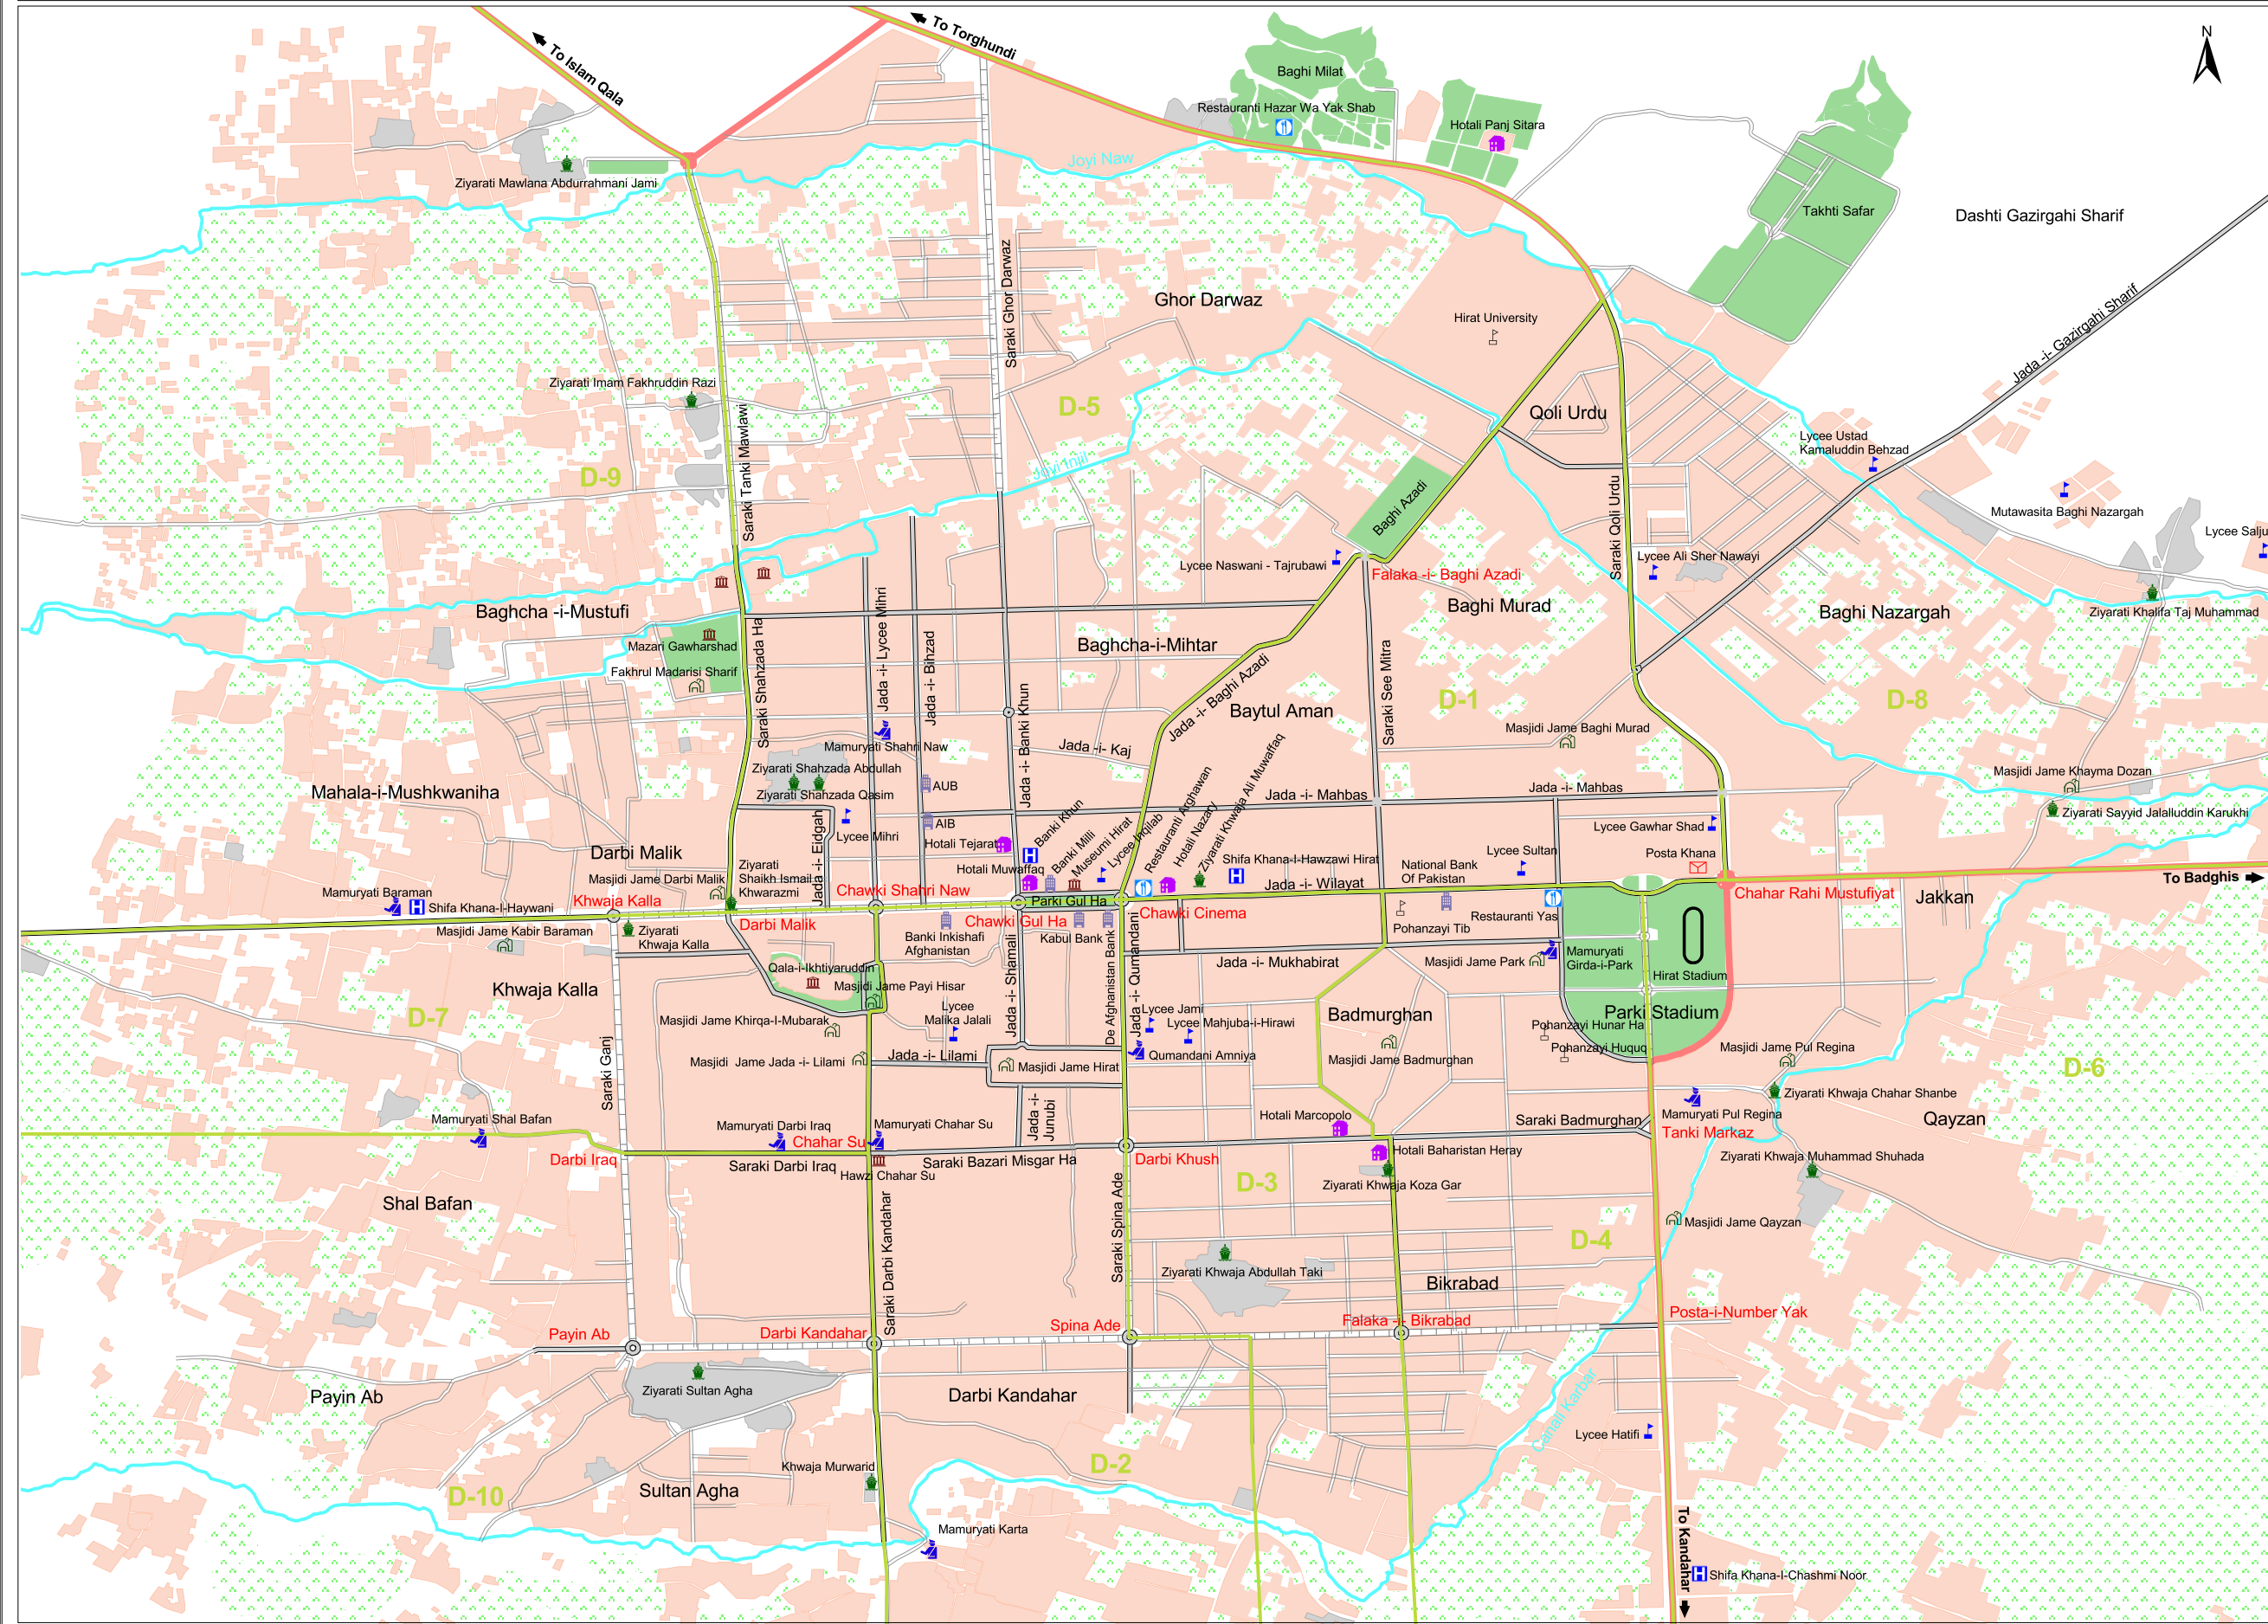 N
To Torghundi
To Islam Qala
Baghi Milat
Restauranti Hazar Wa Yak Shab
Hotali Panj Sitara
Joyi Naw
Ziyarati Mawlana Abdurrahmani Jami
Takhti Safar
Dashti Gazirgahi Sharif
Saraki Ghor Darwaz
Ghor Darwaz
Hirat University
Jada -i- Gazirgahi Sharif
Ziyarati Imam Fakhruddin Razi
D-5
Qoli Urdu
Saraki Tanki Mawlawi
Lycee Ustad
Kamaluddin Behzad
D-9
Joyi Injil
Baghi Azadi
Saraki Qoli Urdu
Mutawasita Baghi Nazargah
Lycee Salju
Lycee Ali Sher Nawayi
Lycee Naswani - Tajrubawi
Falaka -i- Baghi Azadi
Baghcha -i-Mustufi
Baghi Murad
Baghi Nazargah
Ziyarati Khalifa Taj Muhammad
Mazari Gawharshad
Fakhrul Madarisi Sharif
Saraki Shahzada Ha
Jada -i- Lycee Mihri
Jada -i- Bihzad
Baghcha-i-Mihtar
Jada -i- Baghi Azadi
Saraki See Mitra
D-1
D-8
Jada -i- Banki Khun
Baytul Aman
Masjidi Jame Baghi Murad
Mamuryati Shahri Naw
Jada -i- Kaj
Ziyarati Shahzada Abdullah
Masjidi Jame Khayma Dozan
AUB
Mahala-i-Mushkwaniha
Ziyarati Shahzada Qasim
Jada -i- Mahbas
Jada -i- Mahbas
Ziyarati Sayyid Jalalluddin Karukhi
AIB
Lycee Mihri
Jada -i- Eidgah
Hotali Tejarat
Banki Khun
Banki Milli
Museumi Hirat
Lycee Inqilab
Restauranti Arghawan
Hotali Nazary
Ziyarati Khwaja Ali Muwaffaq
Lycee Gawhar Shad
Darbi Malik
Ziyarati
Shaikh Ismail
Khwarazmi
Hotali Muwaffaq
Shifa Khana-I-Hawzawi Hirat
National Bank
Of Pakistan
Lycee Sultan
Posta Khana
Masjidi Jame Darbi Malik
Chawki Shahri Naw
Jada -i- Wilayat
Chahar Rahi Mustufiyat
To Badghis
Mamuryati Baraman
Shifa Khana-I-Haywani
Khwaja Kalla
Parki Gul Ha
Jakkan
Darbi Malik
Chawki Gul Ha
Chawki Cinema
Restauranti Yas
Pohanzayi Tib
Masjidi Jame Kabir Baraman
Ziyarati
Khwaja Kalla
Banki Inkishafi
Afghanistan
Kabul Bank
Mamuryati
Girda-i-Park
Jada -i- Mukhabirat
Masjidi Jame Park
Qala-i-Ikhtiyaruddin
Hirat Stadium
Masjidi Jame Payi Hisar
Khwaja Kalla
Jada -i- Shamali
De Afghanistan Bank
Jada -i- Qumandani
D-7
Lycee
Malika Jalali
Lycee Jami
Badmurghan
Parki Stadium
Masjidi Jame Khirqa-I-Mubarak
Lycee Mahjuba-i-Hirawi
Pohanzayi Hunar Ha
Saraki Ganj
Masjidi Jame Jada -i- Lilami
Jada -i- Lilami
Masjidi Jame Hirat
Qumandani Amniya
Masjidi Jame Badmurghan
Pohanzayi Huquq
Masjidi Jame Pul Regina
D-6
Ziyarati Khwaja Chahar Shanbe
Mamuryati Shal Bafan
Mamuryati Darbi Iraq
Mamuryati Chahar Su
Jada -i-
Junubi
Hotali Marcopolo
Saraki Badmurghan
Mamuryati Pul Regina
Qayzan
Chahar Su
Tanki Markaz
Darbi Iraq
Saraki Darbi Iraq
Hawzi Chahar Su
Saraki Bazari Misgar Ha
Darbi Khush
Hotali Baharistan Heray
Ziyarati Khwaja Muhammad Shuhada
D-3
Ziyarati Khwaja Koza Gar
Shal Bafan
Saraki Darbi Kandahar
Saraki Spina Ade
Masjidi Jame Qayzan
D-4
Ziyarati Khwaja Abdullah Taki
Bikrabad
Payin Ab
Darbi Kandahar
Spina Ade
Falaka -i- Bikrabad
Posta-i-Number Yak
Payin Ab
Ziyarati Sultan Agha
Darbi Kandahar
Canali Karbar
Lycee Hatifi
D-2
Khwaja Murwarid
D-10
Sultan Agha
Mamuryati Karta
To Kandahar
Shifa Khana-I-Chashmi Noor